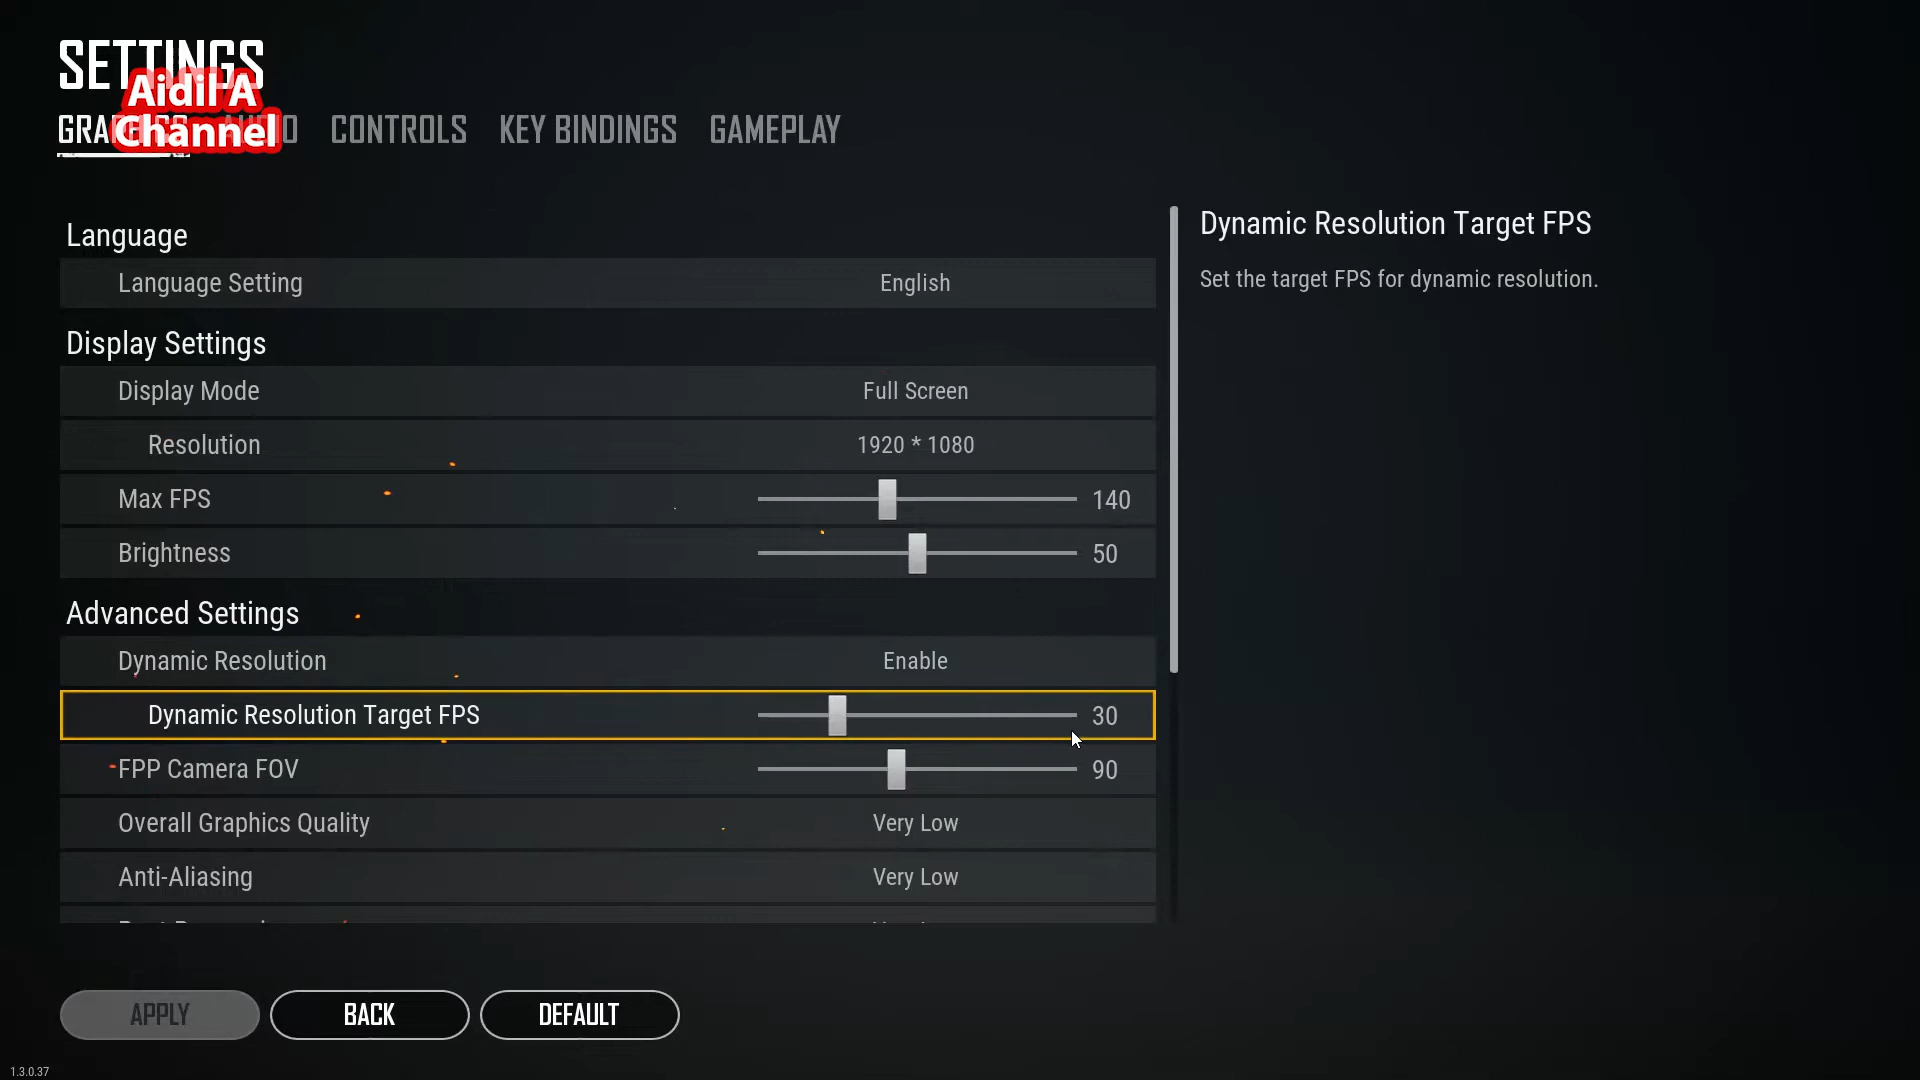 SETTINGS
Aidil A
Channel
CONTROLS KEY BINDINGS GAMEPLAY
Language
Language Setting English
Display Settings
Display Mode Full Screen
Resolution 1920 * 1080
Max FPS 140
Brightness 50
Advanced Settings
Dynamic Resolution Enable
Dynamic Resolution Target FPS 30
FPP Camera FOV 90
Overall Graphics Quality Very Low
Anti-Aliasing Very Low
Dynamic Resolution Target FPS
Set the target FPS for dynamic resolution.
APPLY BACK DEFAULT
1.3.0.37